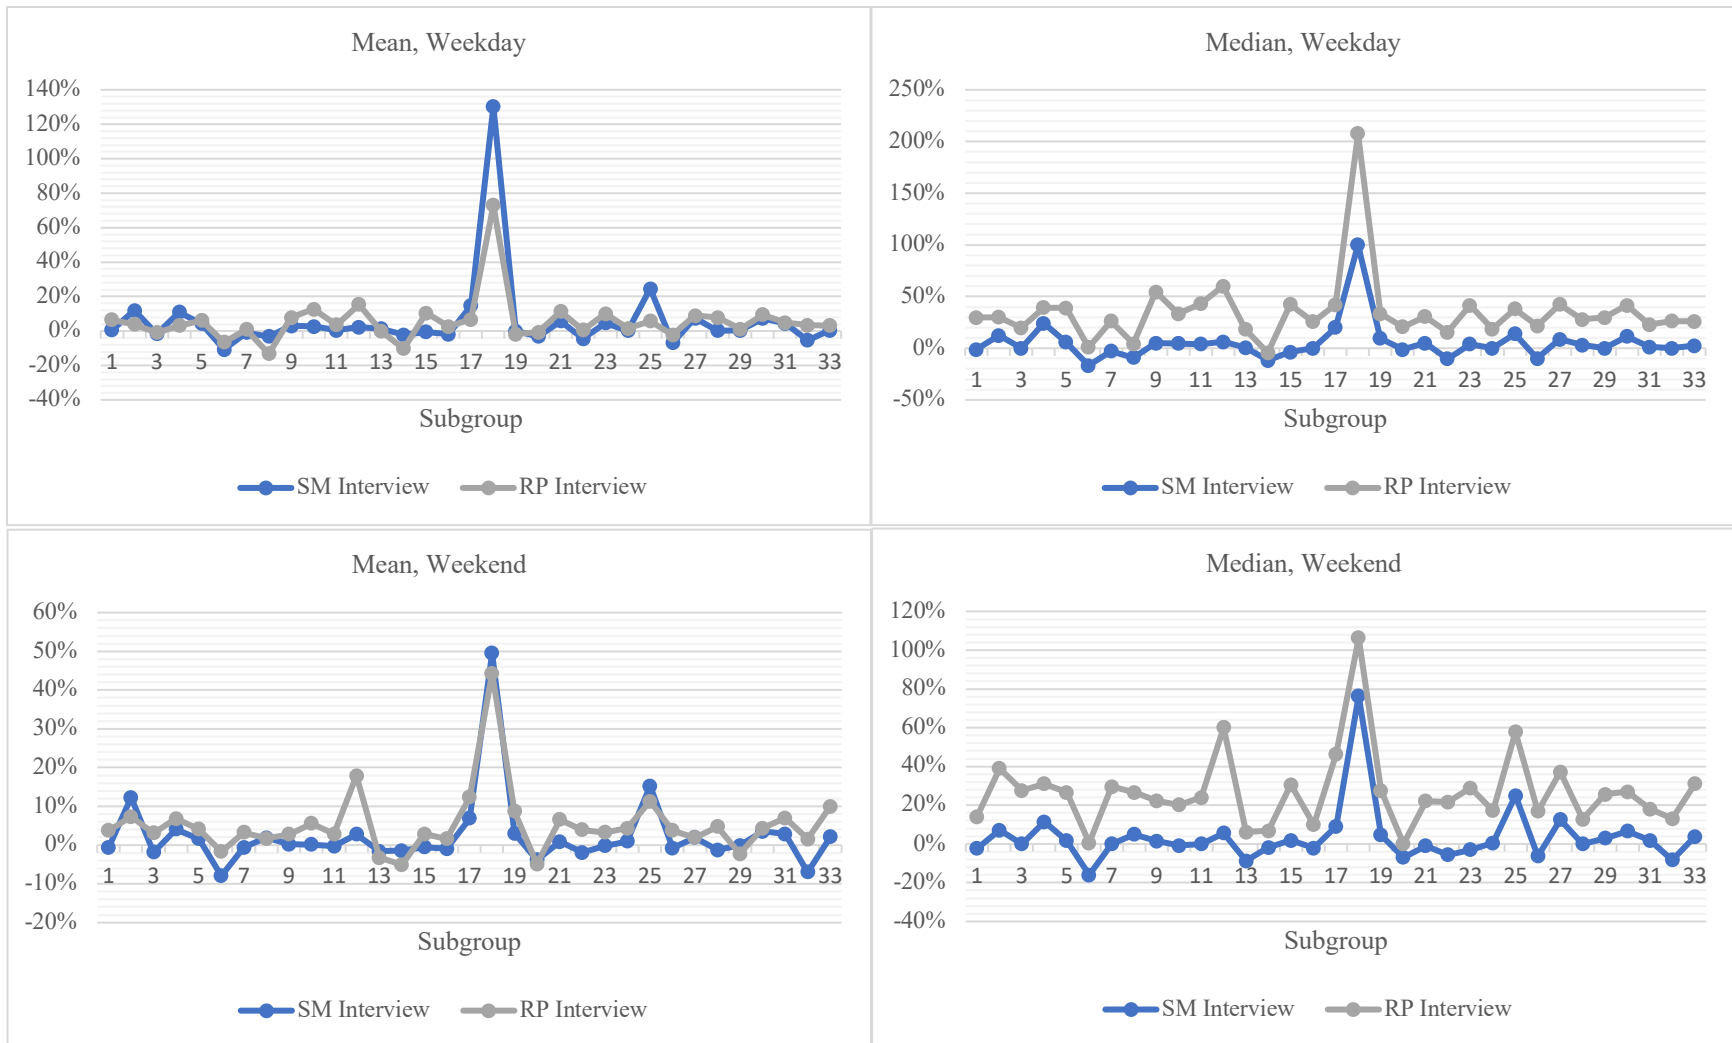 Mean, Weekday
140%
120%
100%
80%
60%
40%
20%
0%
-20%
-40%
1 3 5 7 9 11 13 15 17 19 21 23 25 27 29 31 33
Subgroup
SM Interview RP Interview
Median, Weekday
250%
200%
150%
100%
50%
0%
-50%
1 3 5 7 9 11 13 15 17 19 21 23 25 27 29 31 33
Subgroup
SM Interview RP Interview
Mean, Weekend
60%
50%
40%
30%
20%
10%
0%
-10%
-20%
1 3 5 7 9 11 13 15 17 19 21 23 25 27 29 31 33
Subgroup
SM Interview RP Interview
Median, Weekend
120%
100%
80%
60%
40%
20%
0%
-20%
-40%
1 3 5 7 9 11 13 15 17 19 21 23 25 27 29 31 33
Subgroup
SM Interview RP Interview